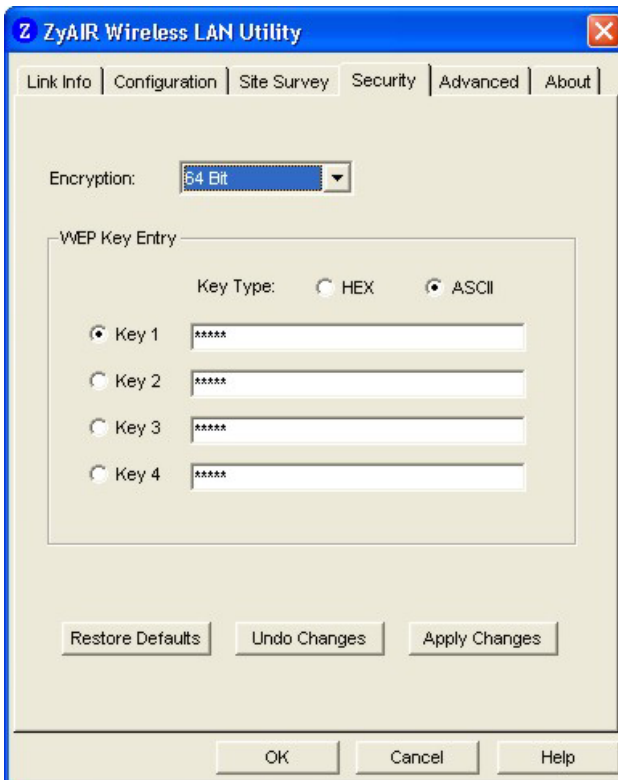 Z ZyAIR Wireless LAN Utility
Link Info Configuration Site Survey Security Advanced About
Encryption: 64 Bit
WEP Key Entry
Key Type: HEX ASCII
Key 1 *****
Key 2 *****
Key 3 *****
Key 4 *****
Restore Defaults Undo Changes Apply Changes
OK Cancel Help